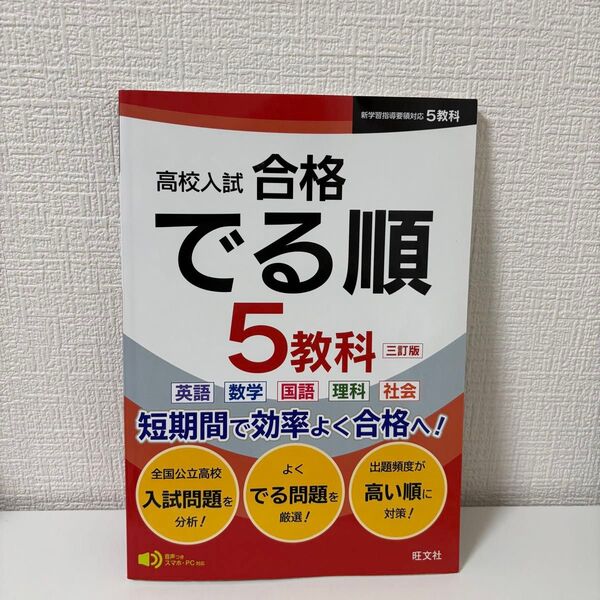 新学習指導要領対応 5教科
高校入試 合格
でる順
5教科 三訂版
英語 数学 国語 理科 社会
短期間で効率よく合格へ!
全国公立高校
入試問題を
分析!
よく
でる問題を
厳選!
出題頻度が
高い順に
対策!
音声つき
スマホ・PC対応
旺文社